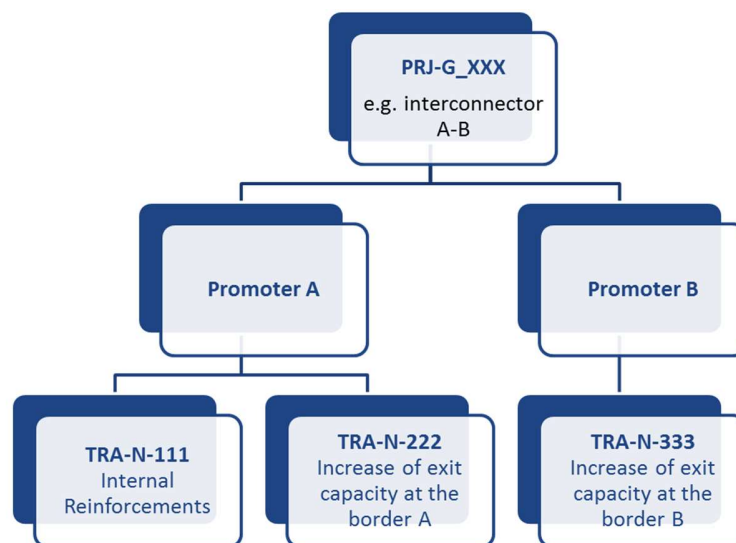 PRJ-G_XXX
e.g. interconnector
A-B
Promoter A
Promoter B
TRA-N-111
Internal
Reinforcements
TRA-N-222
Increase of exit
capacity at the
border A
TRA-N-333
Increase of exit
capacity at the
border B